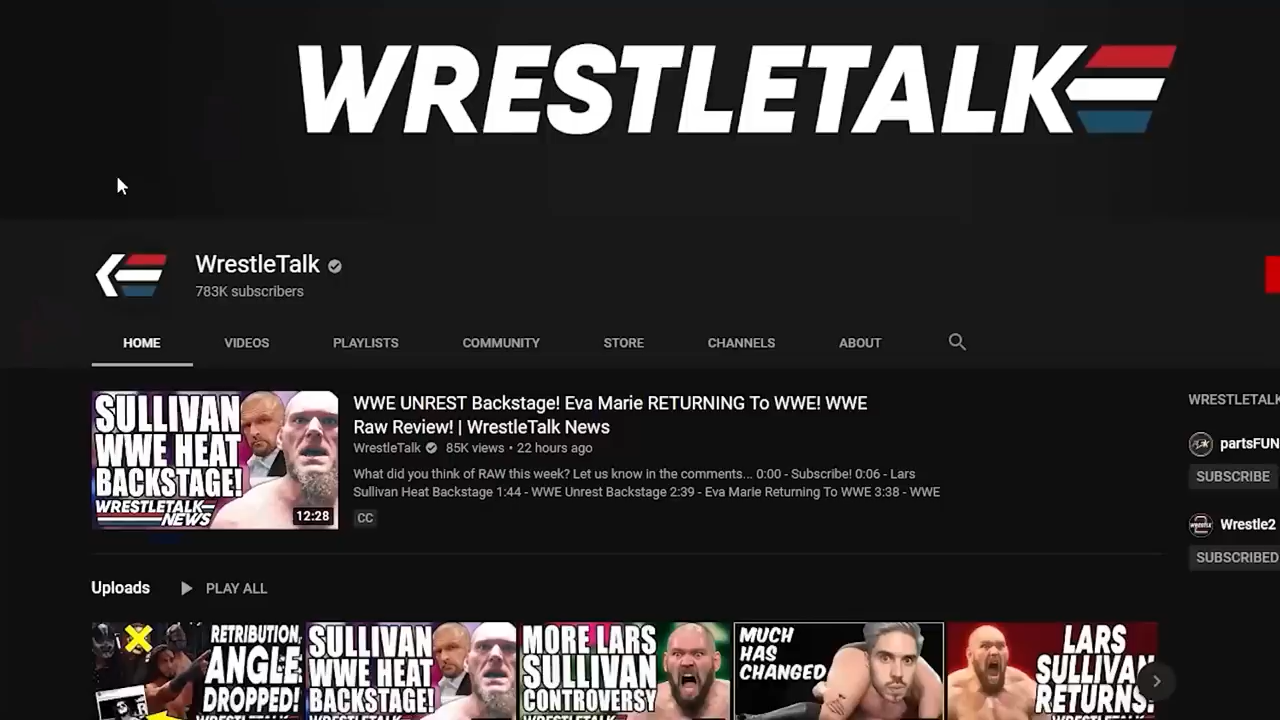 WRESTLETALK
WrestleTalk
783K subscribers
HOME VIDEOS PLAYLISTS COMMUNITY STORE CHANNELS ABOUT
SULLIVAN
WWE HEAT
BACKSTAGE!
WRESTLETALK
NEWS
12:28
WWE UNREST Backstage! Eva Marie RETURNING To WWE! WWE
Raw Review! | WrestleTalk News
WrestleTalk 85K views • 22 hours ago
What did you think of RAW this week? Let us know in the comments... 0:00 - Subscribe! 0:06 - Lars
Sullivan Heat Backstage 1:44 - WWE Unrest Backstage 2:39 - Eva Marie Returning To WWE 3:38 - WWE
CC
WRESTLETALK
partsFUN
SUBSCRIBE
Wrestle2
SUBSCRIBED
Uploads PLAY ALL
RETRIBUTION
ANGLE
DROPPED!
SULLIVAN
WWE HEAT
BACKSTAGE!
MORE LARS
SULLIVAN
CONTROVERSY
MUCH
HAS
CHANGED
LARS
SULLIVAN
RETURNS!